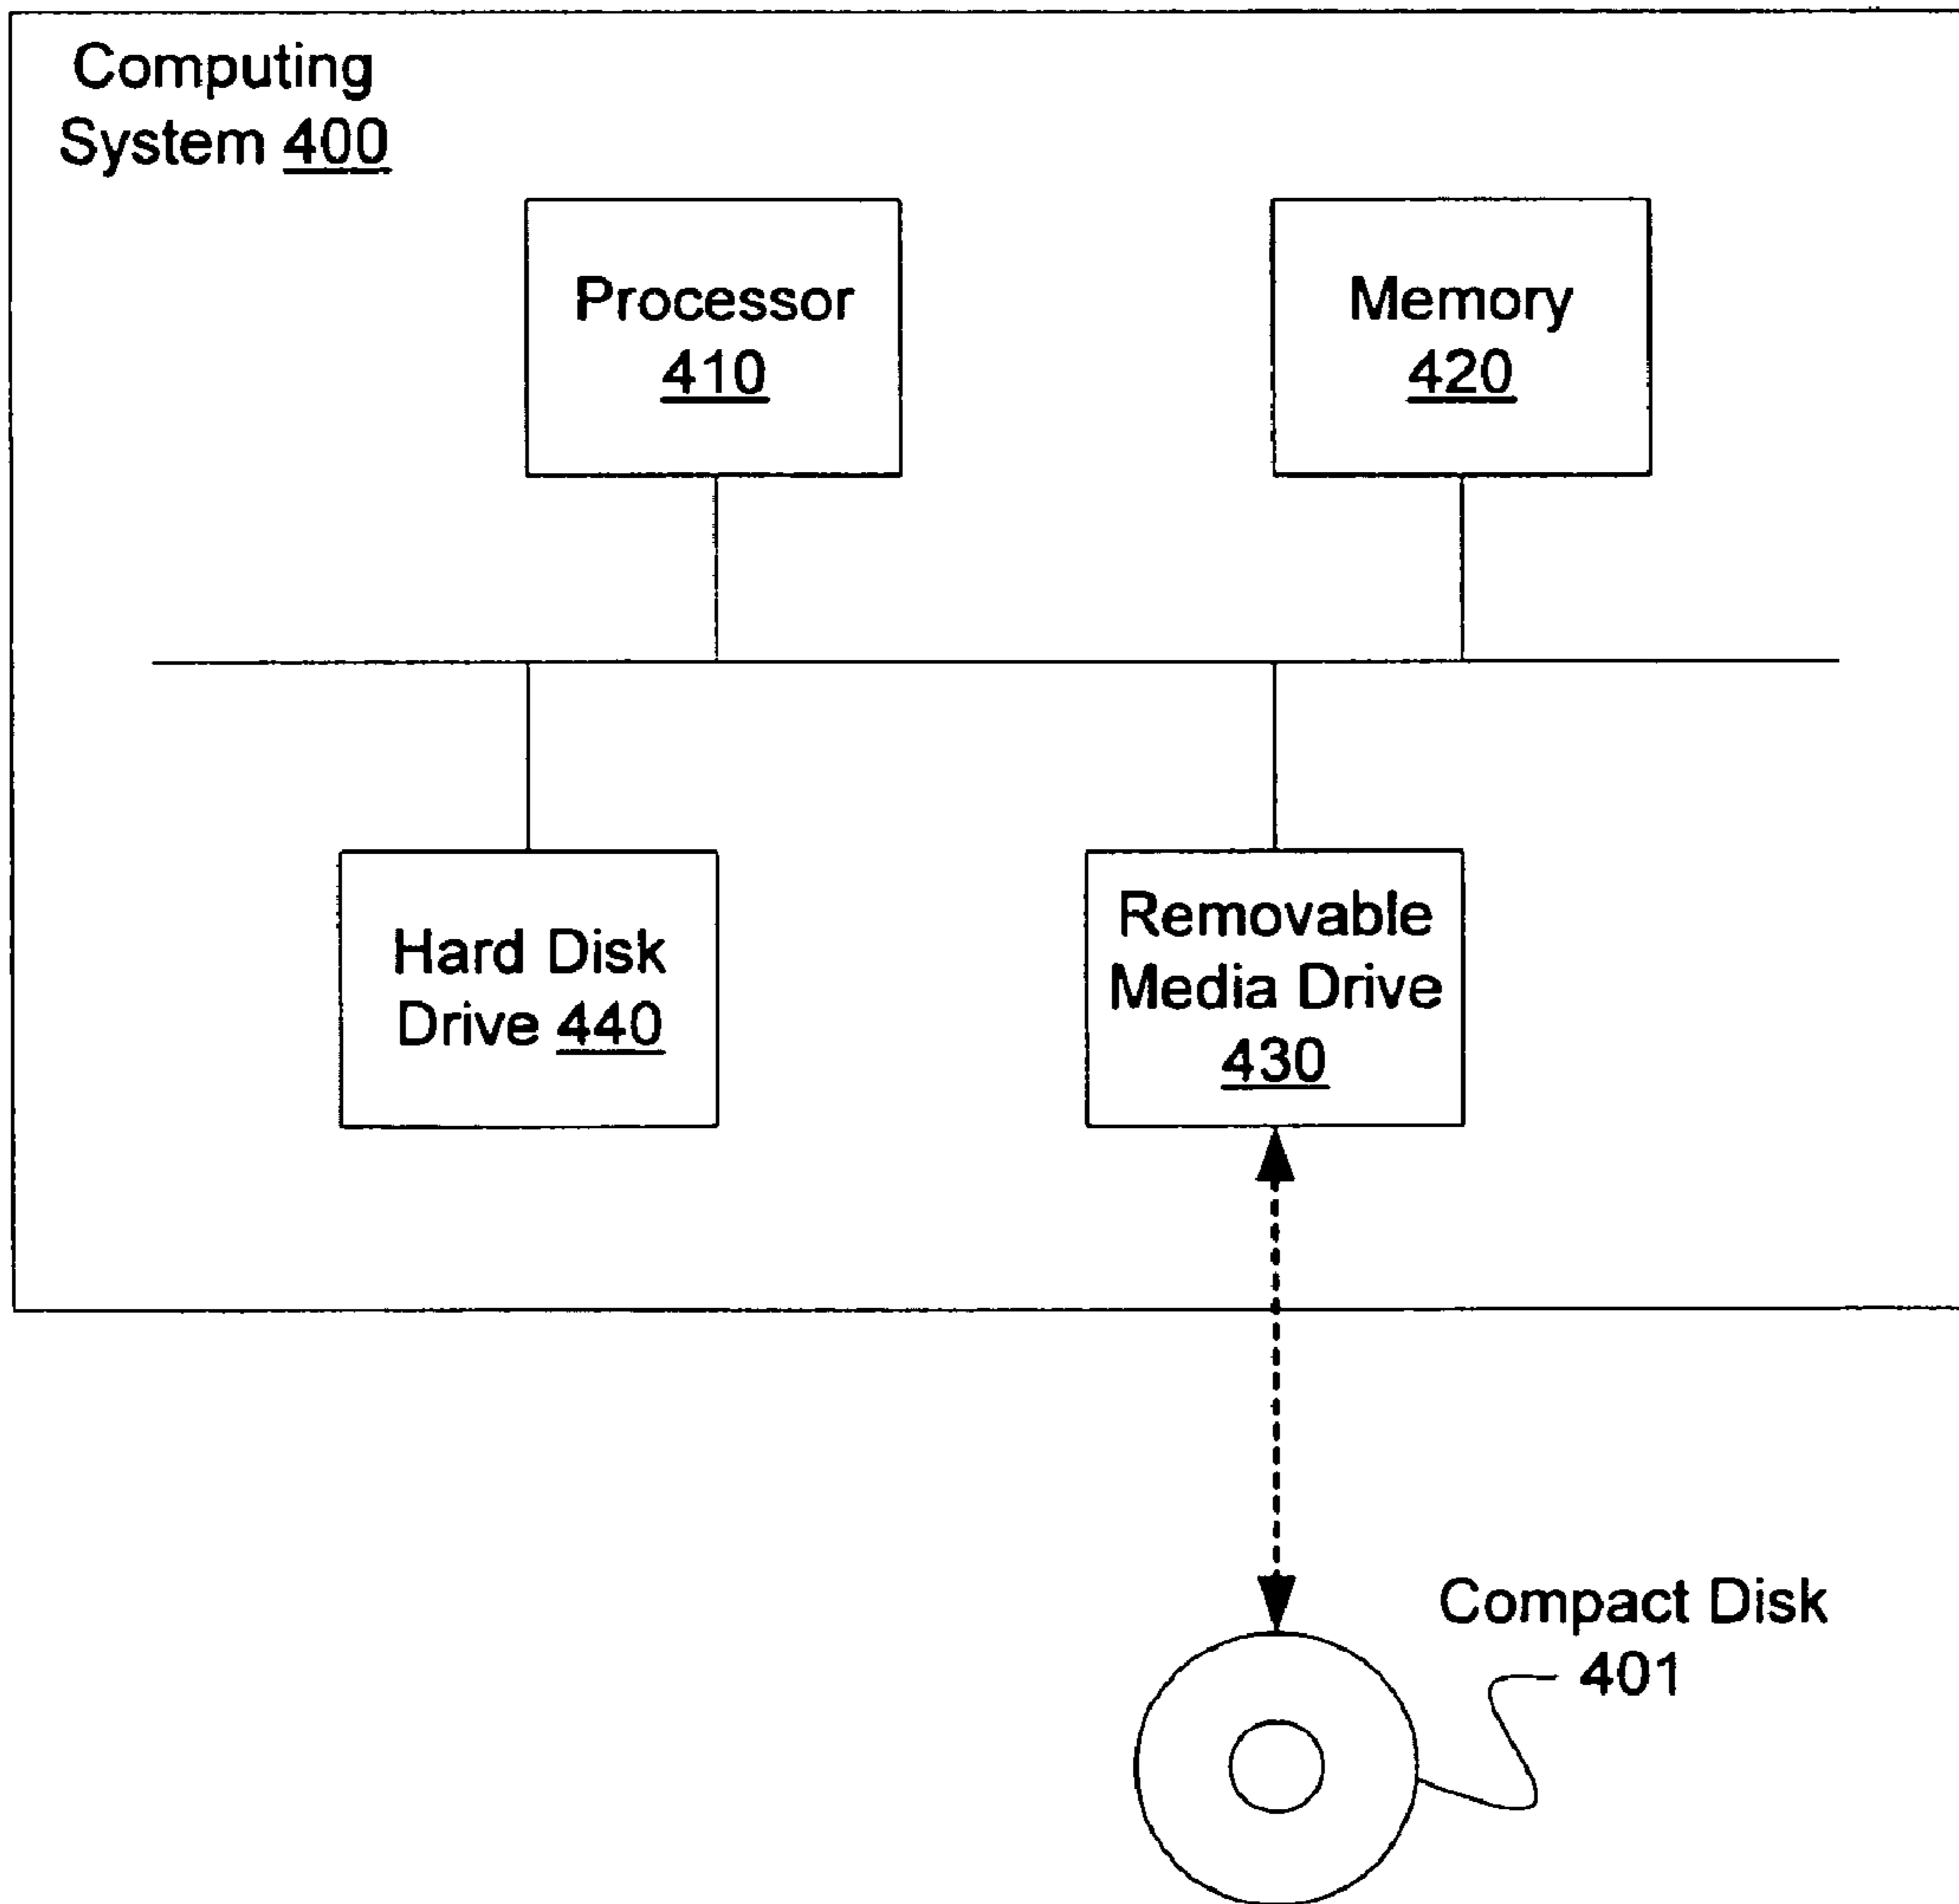 Computing
System 400
Processor
410
Memory
420
Hard Disk
Drive 440
Removable
Media Drive
430
Compact Disk
401